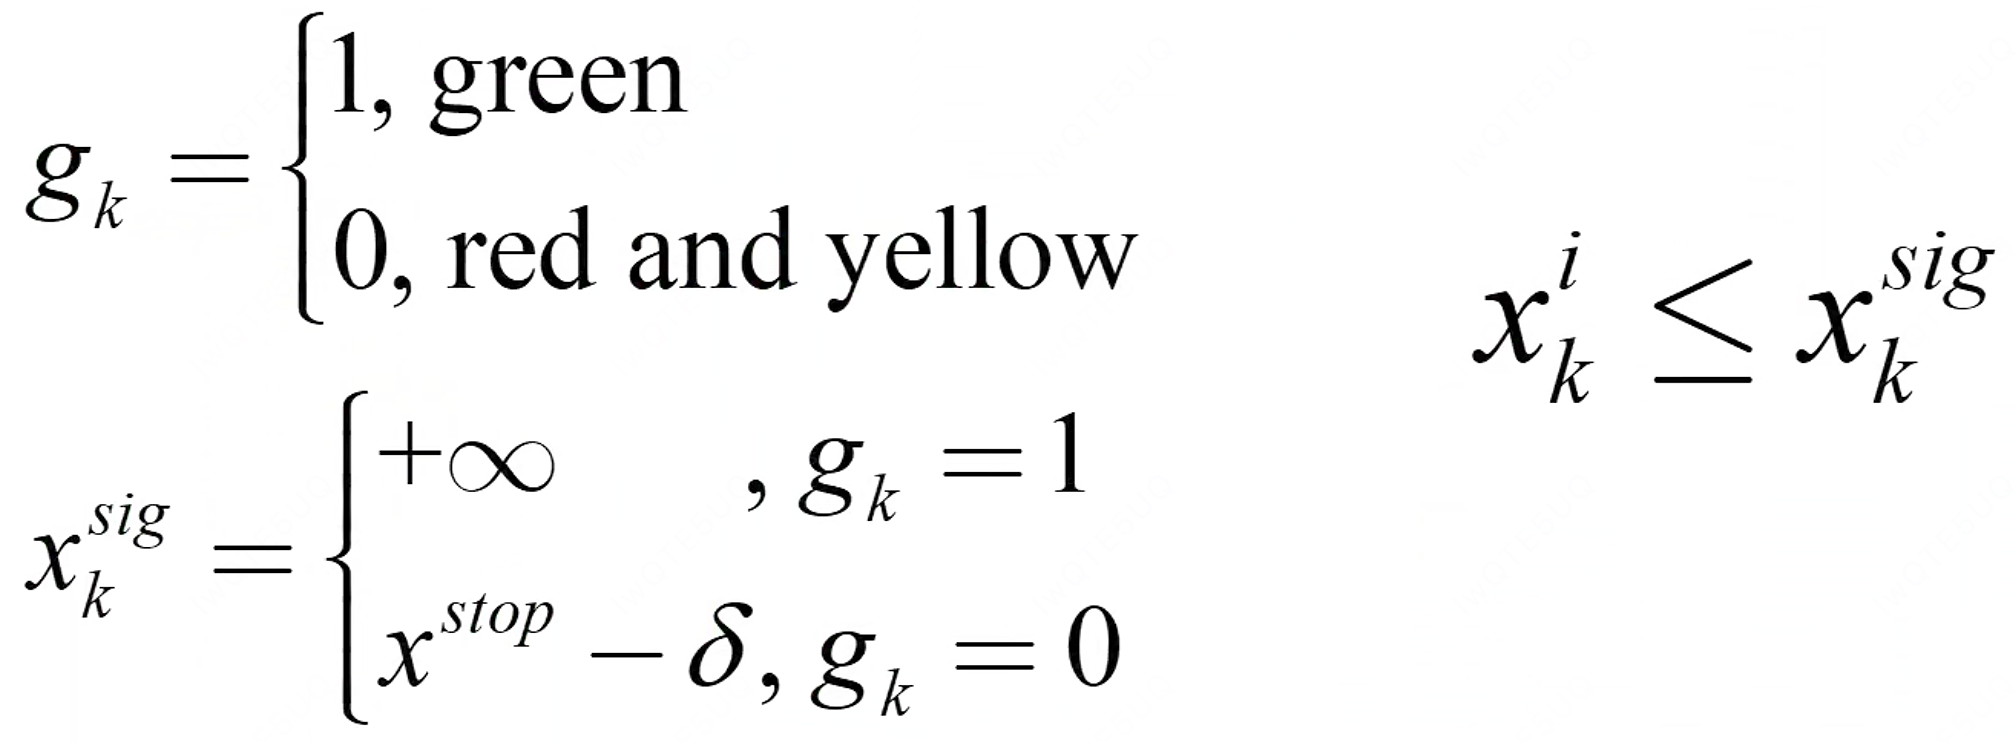 g_k = { 1, green
0, red and yellow
x_k^i ≤ x_k^{sig}
x_k^{sig} = { +∞ , g_k = 1
x^{stop} − δ, g_k = 0